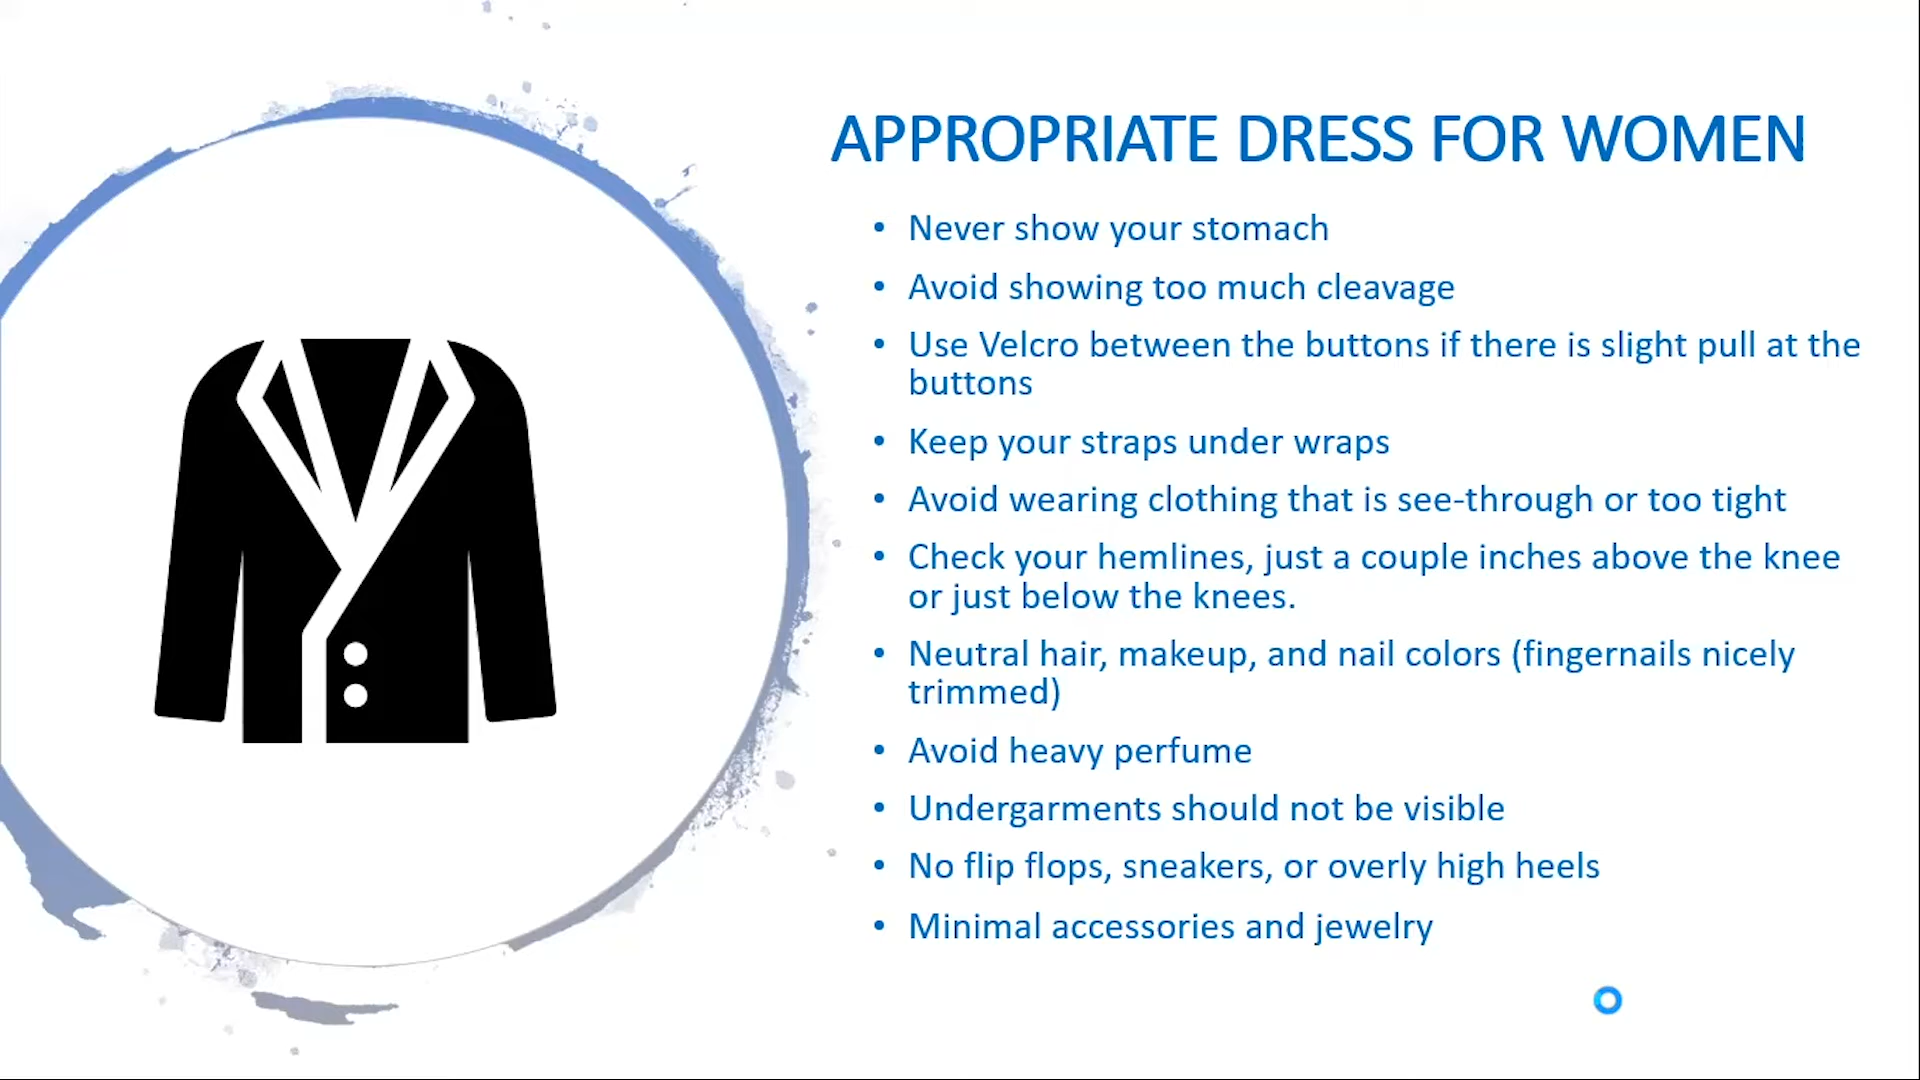 APPROPRIATE DRESS FOR WOMEN
• Never show your stomach
• Avoid showing too much cleavage
• Use Velcro between the buttons if there is slight pull at the
buttons
• Keep your straps under wraps
• Avoid wearing clothing that is see-through or too tight
• Check your hemlines, just a couple inches above the knee
or just below the knees.
• Neutral hair, makeup, and nail colors (fingernails nicely
trimmed)
• Avoid heavy perfume
• Undergarments should not be visible
• No flip flops, sneakers, or overly high heels
• Minimal accessories and jewelry